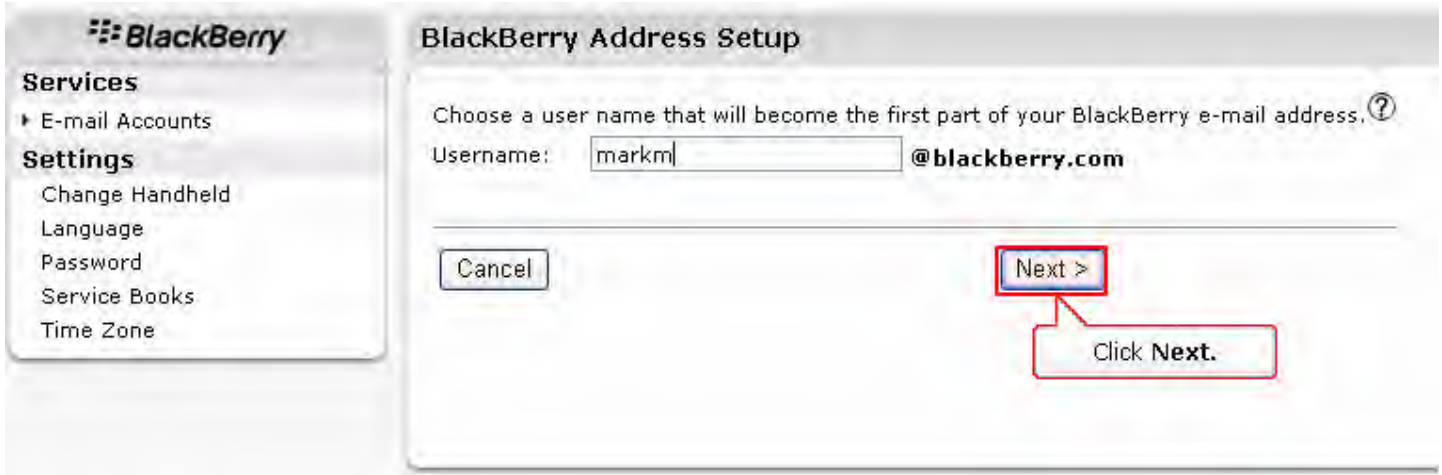 BlackBerry
Services
E-mail Accounts
Settings
Change Handheld
Language
Password
Service Books
Time Zone
BlackBerry Address Setup
Choose a user name that will become the first part of your BlackBerry e-mail address. ?
Username: markm @blackberry.com
Cancel Next >
Click Next.